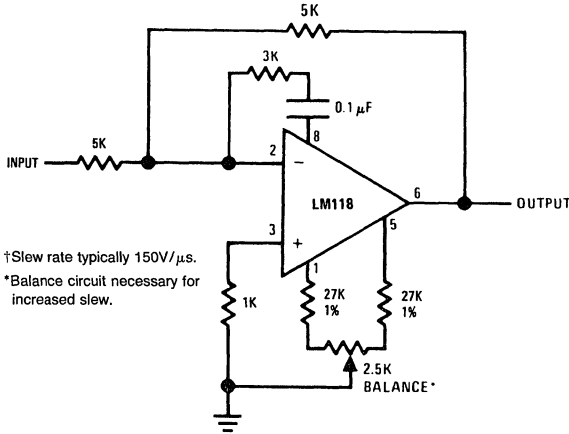 5K
3K
0.1 μF
8
5K
INPUT
2
−
LM118
6
OUTPUT
3
+
5
†Slew rate typically 150V/μs.
*Balance circuit necessary for
increased slew.
1
1K
27K
1%
27K
1%
2.5K
BALANCE*